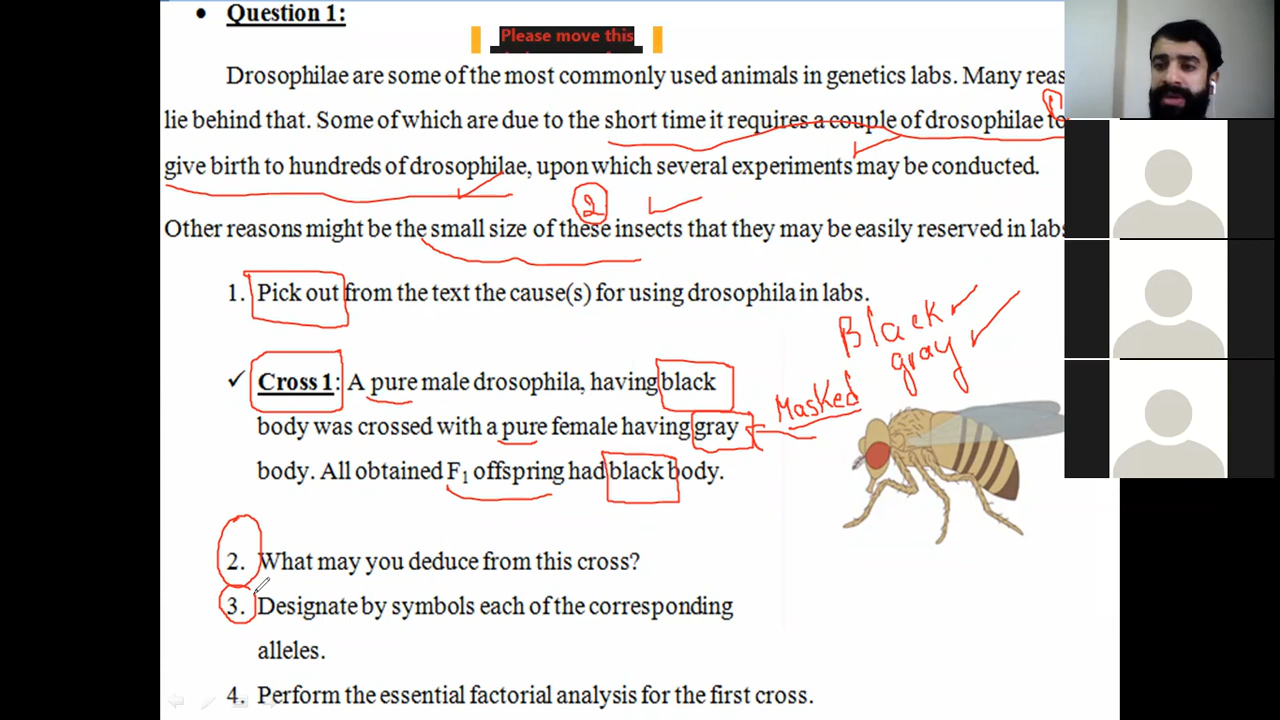 • Question 1:
Please move this
Drosophilae are some of the most commonly used animals in genetics labs. Many reas
lie behind that. Some of which are due to the short time it requires a couple of drosophilae to
1
give birth to hundreds of drosophilae, upon which several experiments may be conducted.
2
Other reasons might be the small size of these insects that they may be easily reserved in labs
1. Pick out from the text the cause(s) for using drosophila in labs.
Black
gray
✓ Cross 1: A pure male drosophila, having black
Masked
body was crossed with a pure female having gray
body. All obtained F₁ offspring had black body.
2. What may you deduce from this cross?
3. Designate by symbols each of the corresponding
alleles.
4. Perform the essential factorial analysis for the first cross.